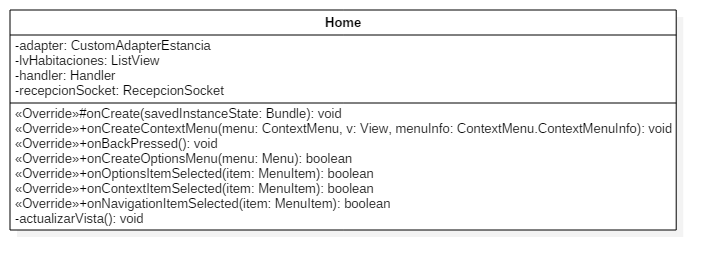 Home
-adapter: CustomAdapterEstancia
-lvHabitaciones: ListView
-handler: Handler
-recepcionSocket: RecepcionSocket
«Override»#onCreate(savedInstanceState: Bundle): void
«Override»+onCreateContextMenu(menu: ContextMenu, v: View, menuInfo: ContextMenu.ContextMenuInfo): void
«Override»+onBackPressed(): void
«Override»+onCreateOptionsMenu(menu: Menu): boolean
«Override»+onOptionsItemSelected(item: MenuItem): boolean
«Override»+onContextItemSelected(item: MenuItem): boolean
«Override»+onNavigationItemSelected(item: MenuItem): boolean
-actualizarVista(): void